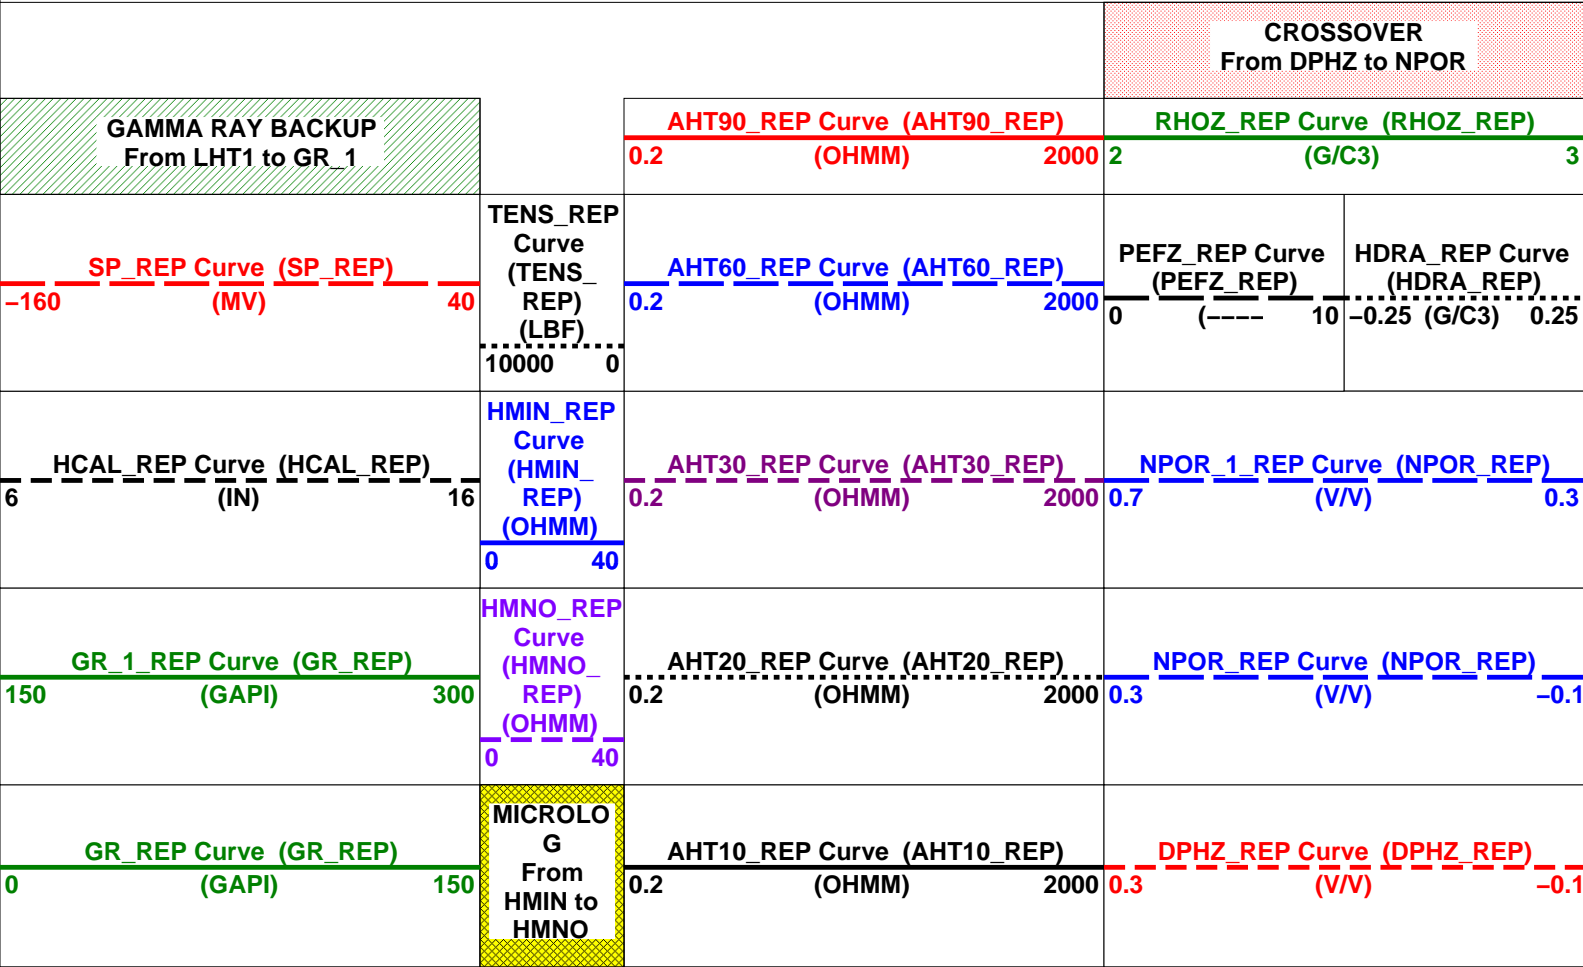 CROSSOVER
From DPHZ to NPOR
GAMMA RAY BACKUP
From LHT1 to GR_1
AHT90_REP Curve (AHT90_REP)
0.2 (OHMM) 2000
RHOZ_REP Curve (RHOZ_REP)
2 (G/C3) 3
SP_REP Curve (SP_REP)
−160 (MV) 40
TENS_REP
Curve
(TENS_
REP)
(LBF)
10000 0
AHT60_REP Curve (AHT60_REP)
0.2 (OHMM) 2000
PEFZ_REP Curve
(PEFZ_REP)
0 (−−−− 10
HDRA_REP Curve
(HDRA_REP)
−0.25 (G/C3) 0.25
HCAL_REP Curve (HCAL_REP)
6 (IN) 16
HMIN_REP
Curve
(HMIN_
REP)
(OHMM)
0 40
AHT30_REP Curve (AHT30_REP)
0.2 (OHMM) 2000
NPOR_1_REP Curve (NPOR_REP)
0.7 (V/V) 0.3
GR_1_REP Curve (GR_REP)
150 (GAPI) 300
HMNO_REP
Curve
(HMNO_
REP)
(OHMM)
0 40
AHT20_REP Curve (AHT20_REP)
0.2 (OHMM) 2000
NPOR_REP Curve (NPOR_REP)
0.3 (V/V) −0.1
GR_REP Curve (GR_REP)
0 (GAPI) 150
MICROLO
G
From
HMIN to
HMNO
AHT10_REP Curve (AHT10_REP)
0.2 (OHMM) 2000
DPHZ_REP Curve (DPHZ_REP)
0.3 (V/V) −0.1